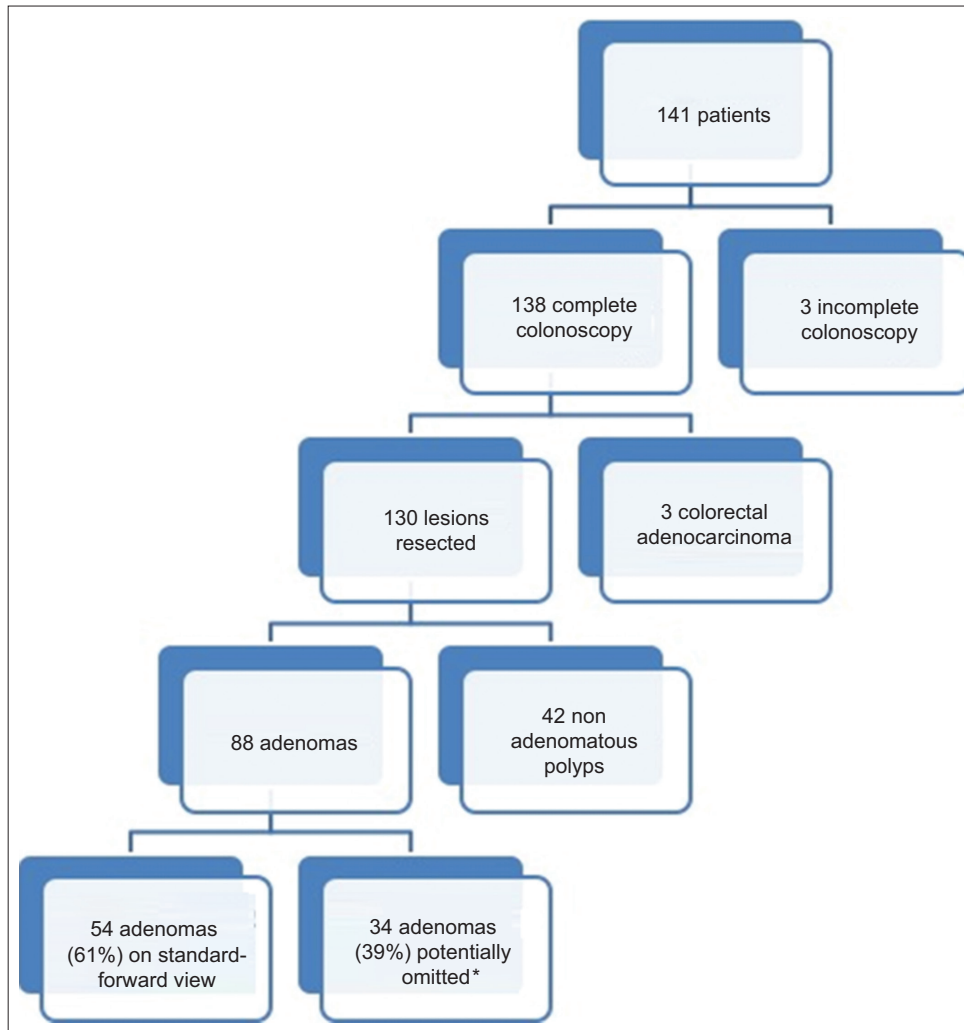 141 patients
138 complete
colonoscopy
3 incomplete
colonoscopy
130 lesions
resected
3 colorectal
adenocarcinoma
88 adenomas
42 non
adenomatous
polyps
54 adenomas
(61%) on standard-
forward view
34 adenomas
(39%) potentially
omitted*